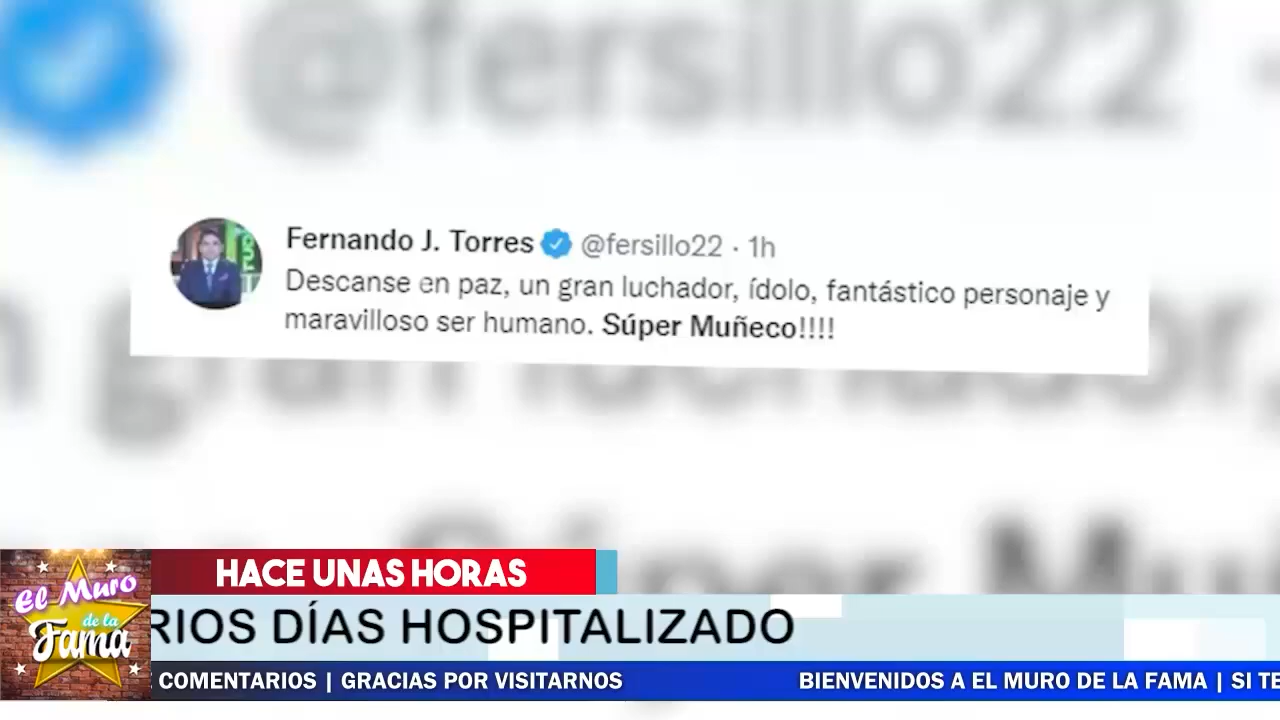 @fersillo22
Fernando J. Torres @fersillo22 · 1h
Descanse en paz, un gran luchador, ídolo, fantástico personaje y
maravilloso ser humano. Súper Muñeco!!!!
HACE UNAS HORAS
RIOS DÍAS HOSPITALIZADO
El Muro
de la
Fama
COMENTARIOS | GRACIAS POR VISITARNOS
BIENVENIDOS A EL MURO DE LA FAMA | SI TE